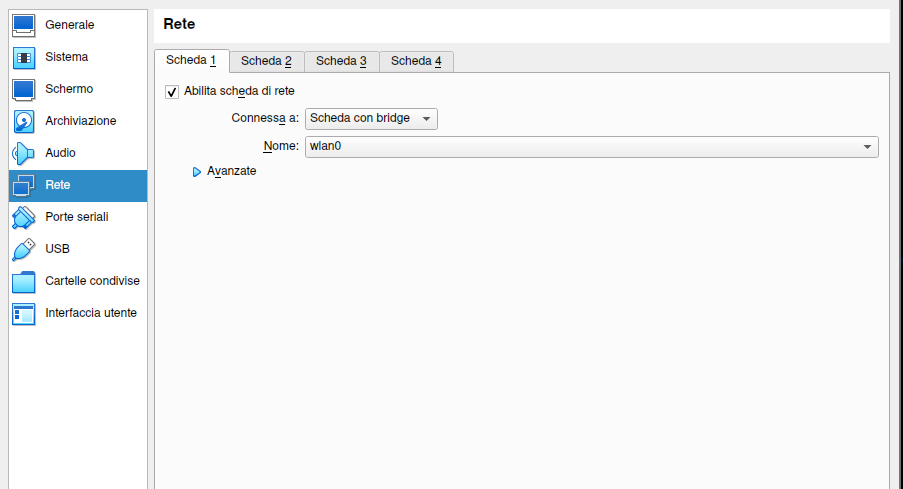 Generale
Sistema
Schermo
Archiviazione
Audio
Rete
Porte seriali
USB
Cartelle condivise
Interfaccia utente
Rete
Scheda 1 Scheda 2 Scheda 3 Scheda 4
Abilita scheda di rete
Connessa a: Scheda con bridge
Nome: wlan0
Avanzate